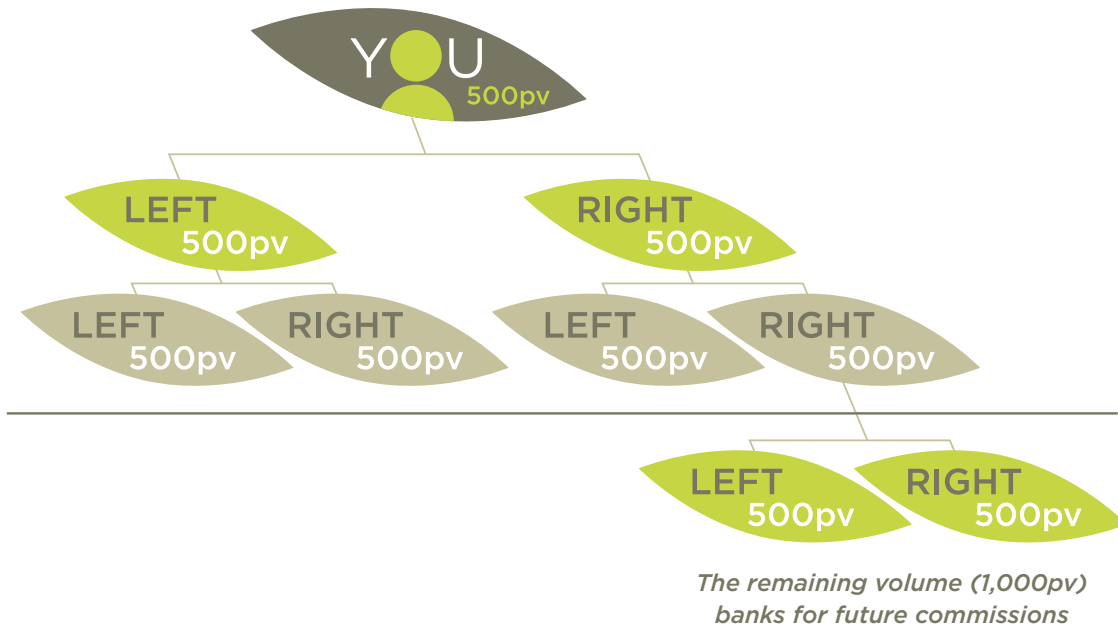 YOU
500pv
LEFT
500pv
RIGHT
500pv
LEFT
500pv
RIGHT
500pv
LEFT
500pv
RIGHT
500pv
LEFT
500pv
RIGHT
500pv
The remaining volume (1,000pv)
banks for future commissions